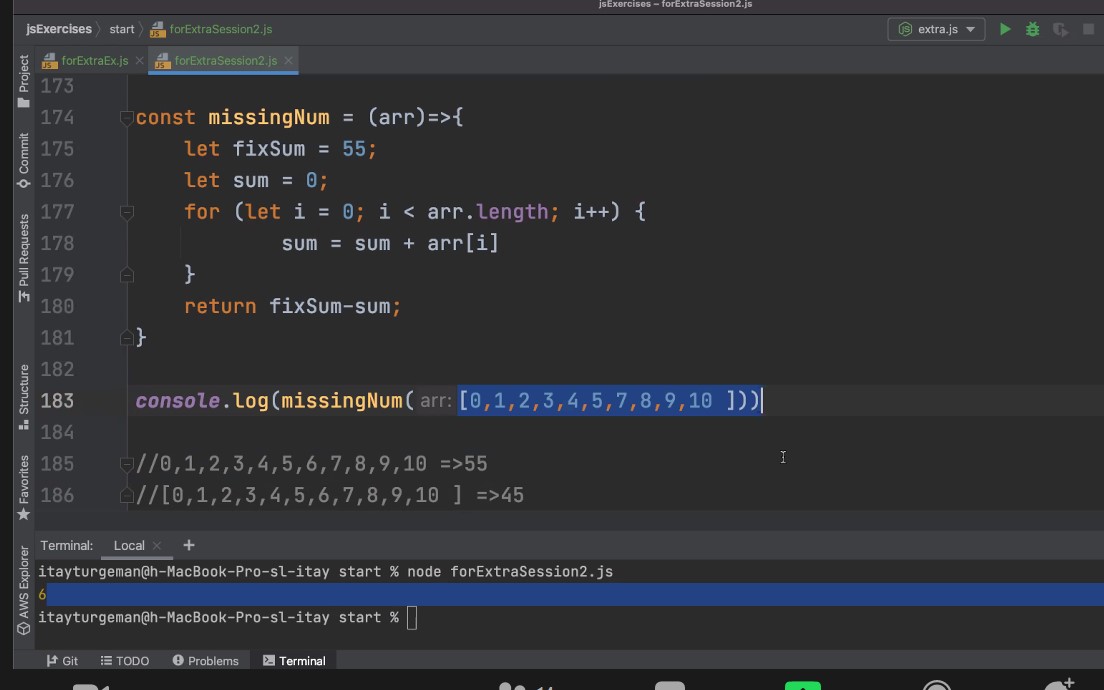 jsExercises – forExtraSession2.js
jsExercises start forExtraSession2.js extra.js
forExtraEx.js forExtraSession2.js
Project
Commit
Pull Requests
Structure
Favorites
AWS Explorer
173
174 const missingNum = (arr)=>{
175 let fixSum = 55;
176 let sum = 0;
177 for (let i = 0; i < arr.length; i++) {
178 sum = sum + arr[i]
179 }
180 return fixSum-sum;
181 }
182
183 console.log(missingNum( arr: [0,1,2,3,4,5,7,8,9,10 ]))
184
185 //0,1,2,3,4,5,6,7,8,9,10 =>55
186 //[0,1,2,3,4,5,6,7,8,9,10 ] =>45
Terminal: Local
itayturgeman@h-MacBook-Pro-sl-itay start % node forExtraSession2.js
6
itayturgeman@h-MacBook-Pro-sl-itay start %
Git TODO Problems Terminal